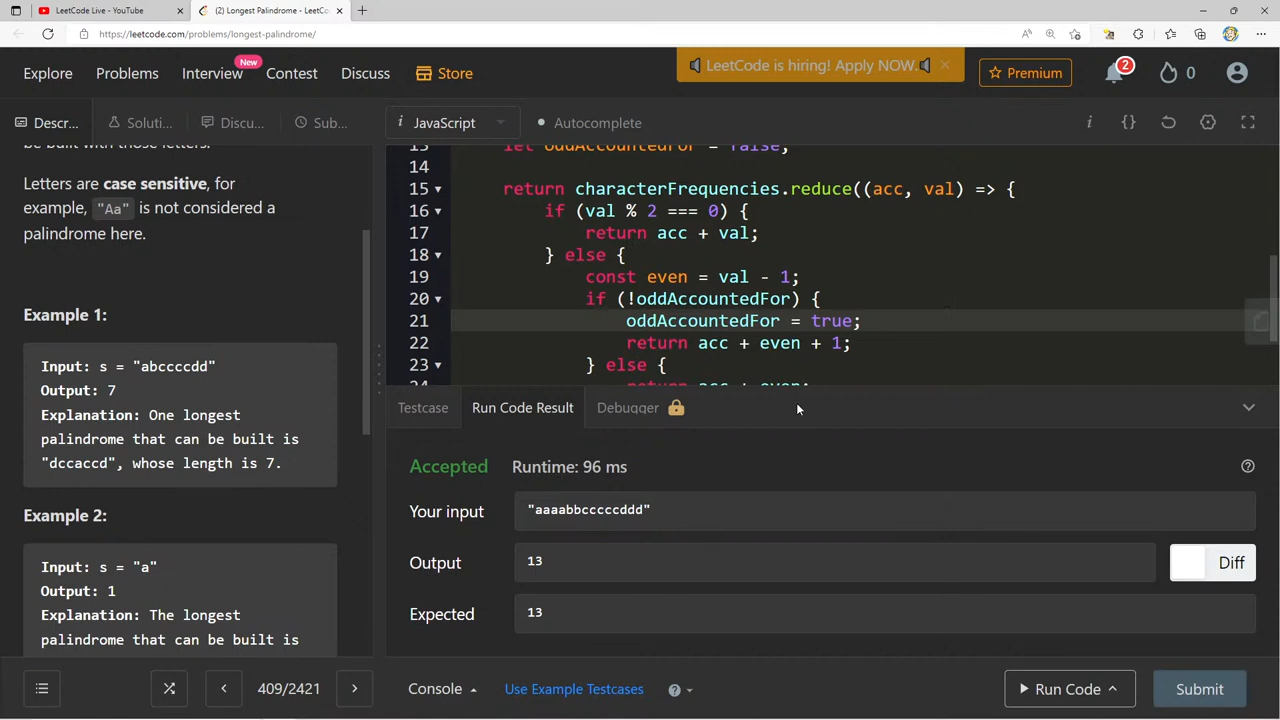 LeetCode Live - YouTube
(2) Longest Palindrome - LeetCo
https://leetcode.com/problems/longest-palindrome/
Explore
Problems
Interview
New
Contest
Discuss
Store
LeetCode is hiring! Apply NOW.
Premium
2
0
Descr...
Soluti...
Discu...
Sub...
be built with those letters.
Letters are case sensitive, for
example, "Aa" is not considered a
palindrome here.
Example 1:
Input: s = "abccccdd"
Output: 7
Explanation: One longest
palindrome that can be built is
"dccaccd", whose length is 7.
Example 2:
Input: s = "a"
Output: 1
Explanation: The longest
palindrome that can be built is
i JavaScript
Autocomplete
i {}
13 let oddAccountedFor = false;
14
15 return characterFrequencies.reduce((acc, val) => {
16 if (val % 2 === 0) {
17 return acc + val;
18 } else {
19 const even = val - 1;
20 if (!oddAccountedFor) {
21 oddAccountedFor = true;
22 return acc + even + 1;
23 } else {
24 return acc + even;
Testcase
Run Code Result
Debugger
Accepted
Runtime: 96 ms
?
Your input
"aaaabbcccccddd"
Output
13
Diff
Expected
13
409/2421
Console
Use Example Testcases
?
Run Code
Submit